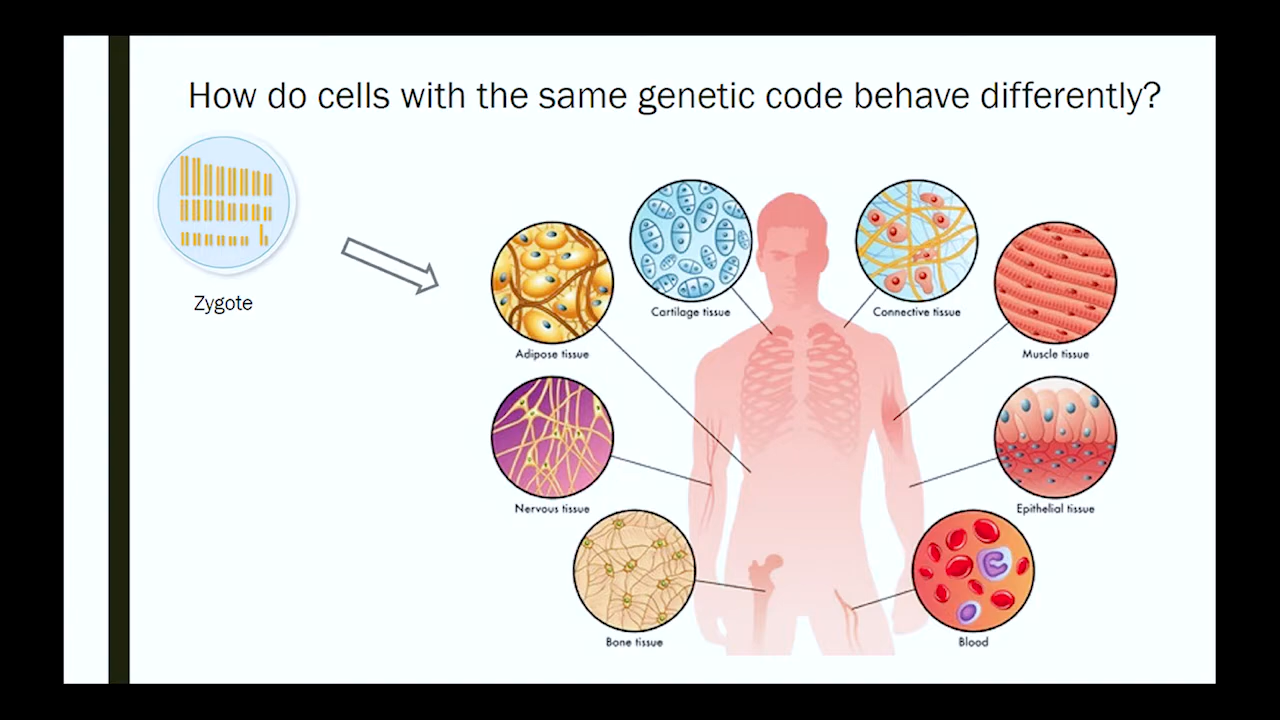 How do cells with the same genetic code behave differently?
Zygote
Cartilage tissue
Connective tissue
Adipose tissue
Muscle tissue
Nervous tissue
Epithelial tissue
Bone tissue
Blood